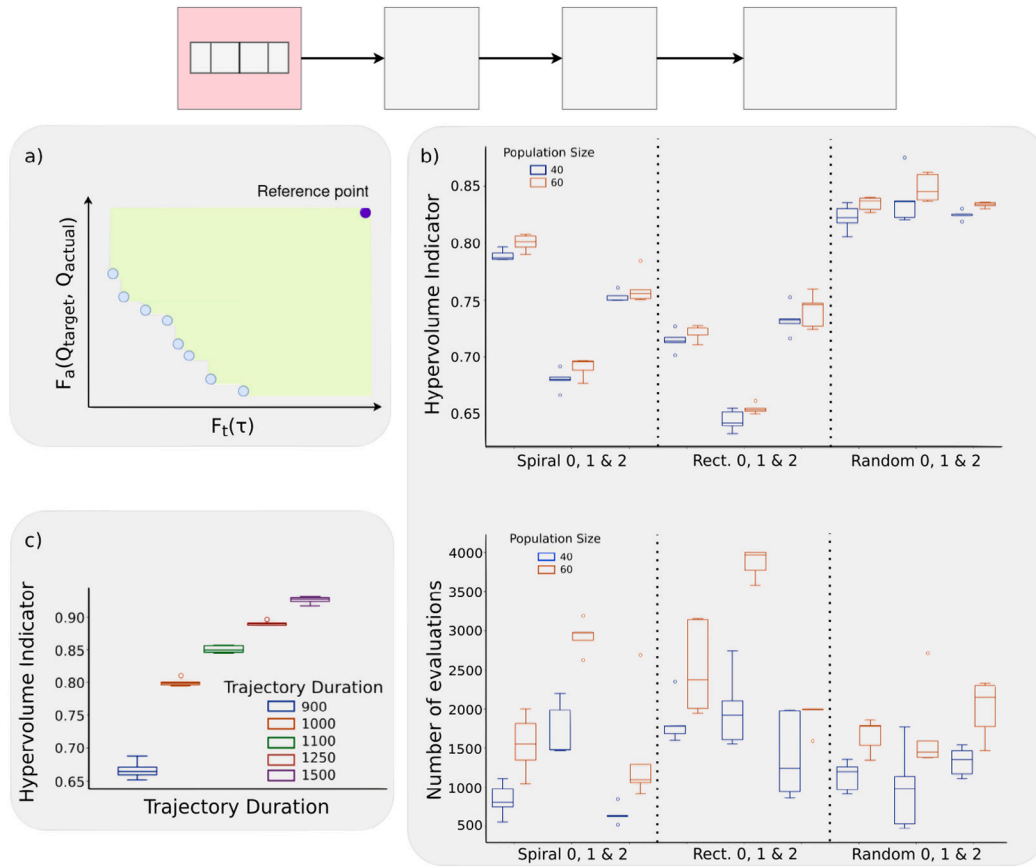 a)
Reference point
Fa(Qtarget, Qactual)
Ft(τ)
b)
Population Size
40
60
Hypervolume Indicator
0.85
0.80
0.75
0.70
0.65
Spiral 0, 1 & 2
Rect. 0, 1 & 2
Random 0, 1 & 2
c)
Hypervolume Indicator
0.90
0.85
0.80
0.75
0.70
0.65
Trajectory Duration
900
1000
1100
1250
1500
Trajectory Duration
Population Size
40
60
Number of evaluations
4000
3500
3000
2500
2000
1500
1000
500
Spiral 0, 1 & 2
Rect. 0, 1 & 2
Random 0, 1 & 2